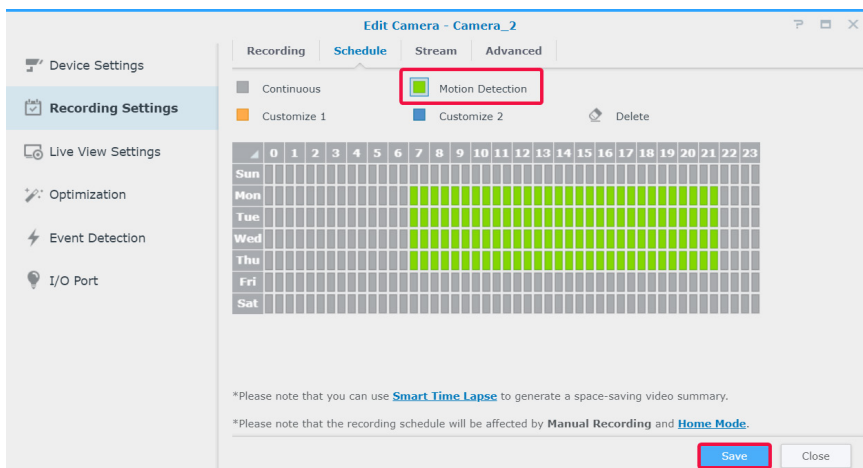 Edit Camera - Camera_2
Device Settings
Recording Settings
Live View Settings
Optimization
Event Detection
I/O Port
Recording Schedule Stream Advanced
Continuous Motion Detection
Customize 1 Customize 2 Delete
0 1 2 3 4 5 6 7 8 9 10 11 12 13 14 15 16 17 18 19 20 21 22 23
Sun
Mon
Tue
Wed
Thu
Fri
Sat
*Please note that you can use Smart Time Lapse to generate a space-saving video summary.
*Please note that the recording schedule will be affected by Manual Recording and Home Mode.
Save Close